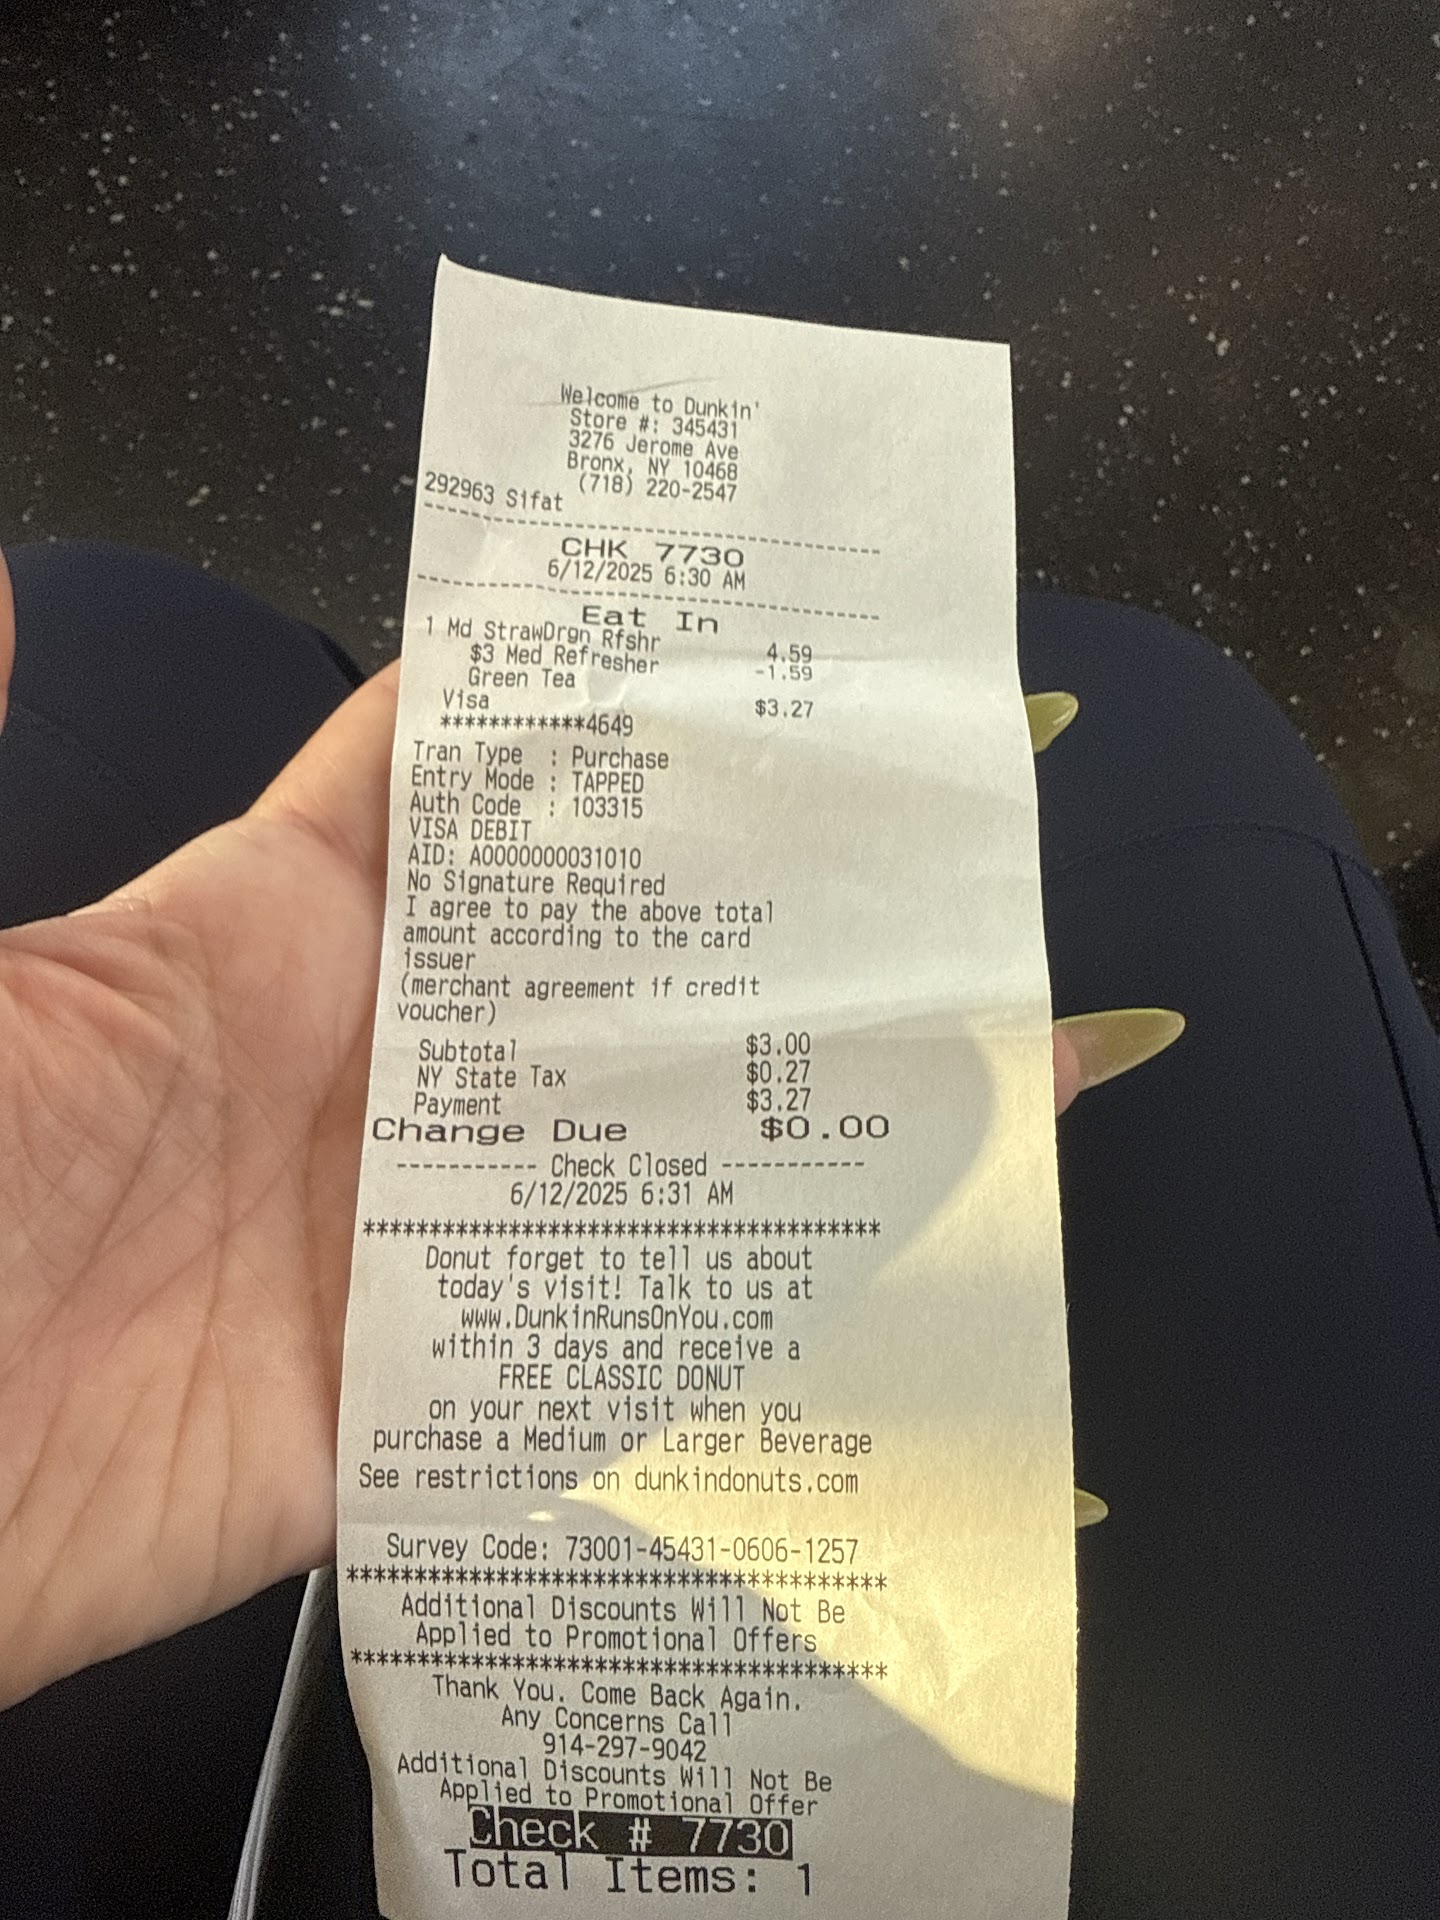 Welcome to Dunkin'
Store #: 345431
3276 Jerome Ave
Bronx, NY 10468
(718) 220-2547
292963 Sifat
----------------------------------------
CHK 7730
6/12/2025 6:30 AM
----------------------------------------
Eat In
1 Md StrawDrgn Rfshr 4.59
$3 Med Refresher -1.59
Green Tea
Visa $3.27
************4649
Tran Type : Purchase
Entry Mode : TAPPED
Auth Code : 103315
VISA DEBIT
AID: A0000000031010
No Signature Required
I agree to pay the above total
amount according to the card
issuer
(merchant agreement if credit
voucher)
Subtotal $3.00
NY State Tax $0.27
Payment $3.27
Change Due $0.00
----------- Check Closed -----------
6/12/2025 6:31 AM
****************************************
Donut forget to tell us about
today's visit! Talk to us at
www.DunkinRunsOnYou.com
within 3 days and receive a
FREE CLASSIC DONUT
on your next visit when you
purchase a Medium or Larger Beverage
See restrictions on dunkindonuts.com
Survey Code: 73001-45431-0606-1257
****************************************
Additional Discounts Will Not Be
Applied to Promotional Offers
****************************************
Thank You. Come Back Again.
Any Concerns Call
914-297-9042
Additional Discounts Will Not Be
Applied to Promotional Offer
Check # 7730
Total Items: 1